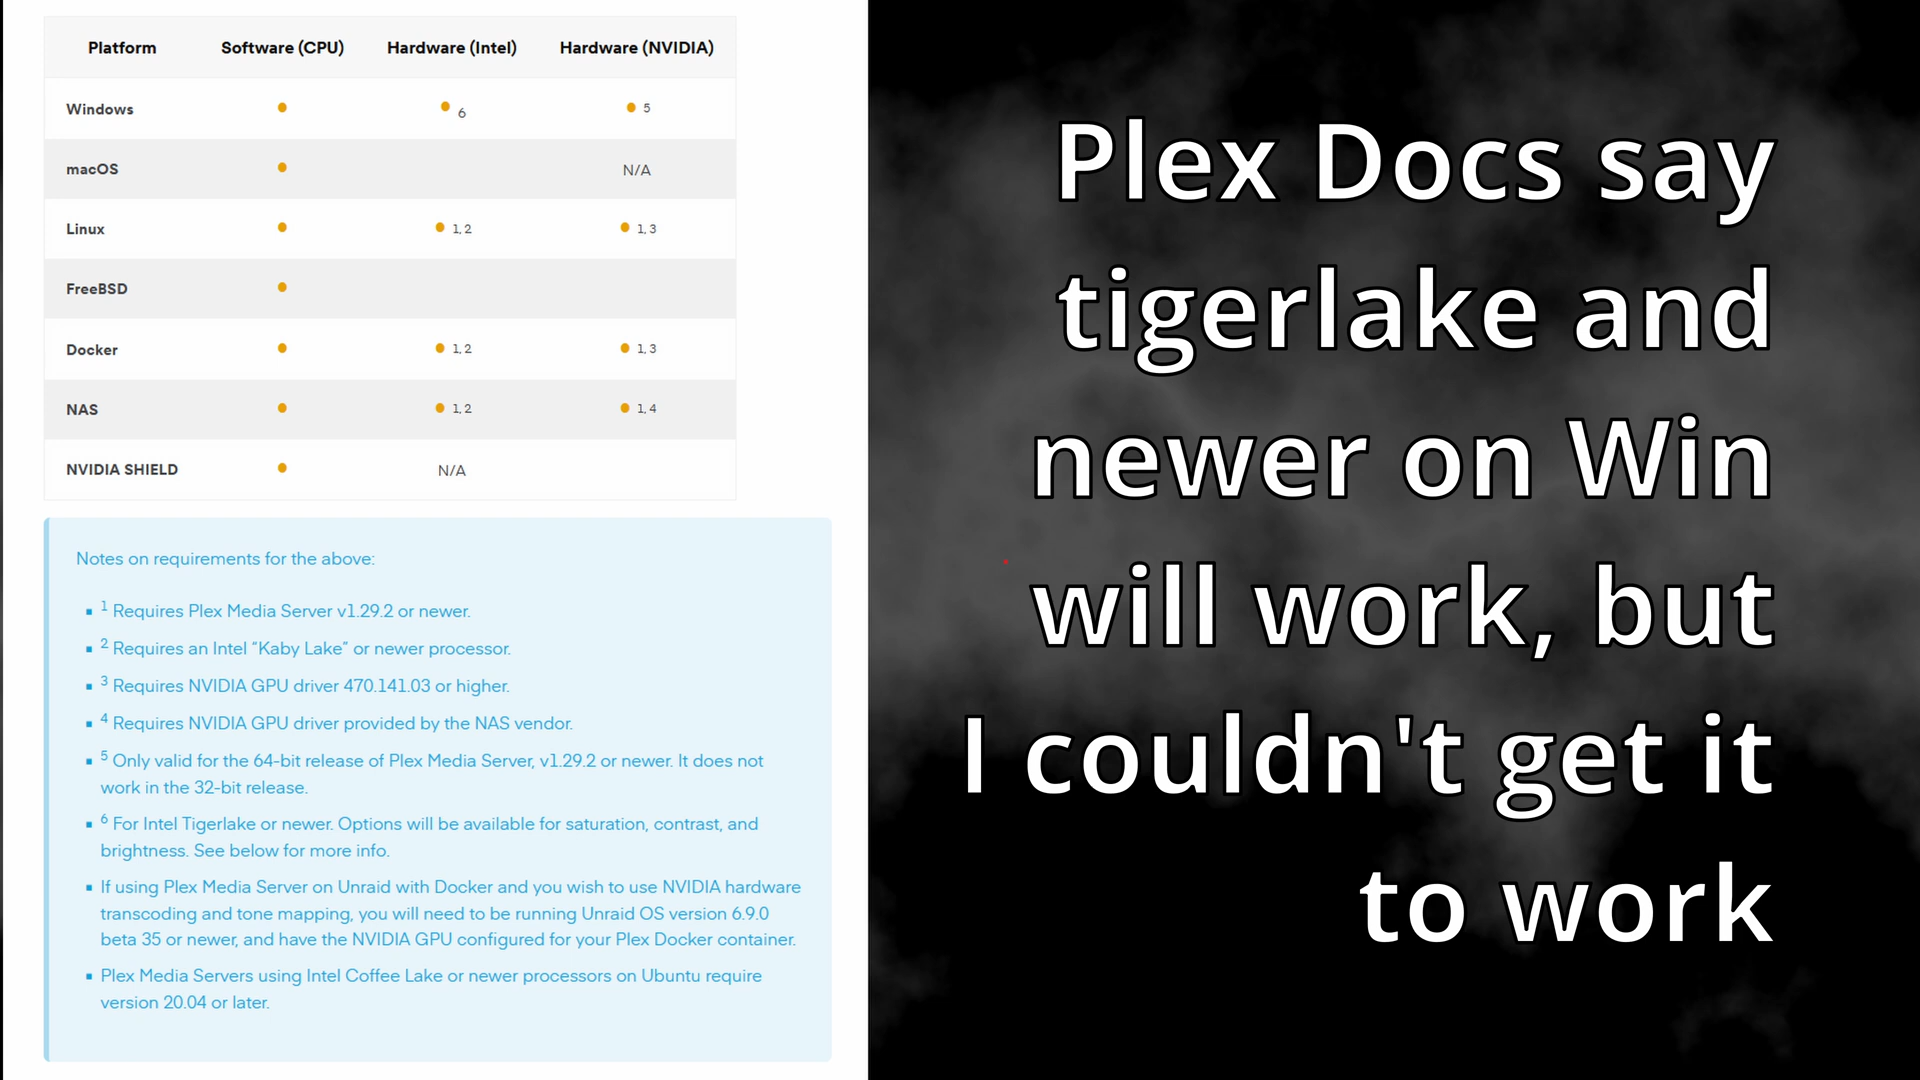 Platform Software (CPU) Hardware (Intel) Hardware (NVIDIA)
Windows ● ● 6 ● 5
macOS ● N/A
Linux ● ● 1, 2 ● 1, 3
FreeBSD ●
Docker ● ● 1, 2 ● 1, 3
NAS ● ● 1, 2 ● 1, 4
NVIDIA SHIELD ● N/A
Notes on requirements for the above:
▪ 1 Requires Plex Media Server v1.29.2 or newer.
▪ 2 Requires an Intel “Kaby Lake” or newer processor.
▪ 3 Requires NVIDIA GPU driver 470.141.03 or higher.
▪ 4 Requires NVIDIA GPU driver provided by the NAS vendor.
▪ 5 Only valid for the 64-bit release of Plex Media Server, v1.29.2 or newer. It does not
work in the 32-bit release.
▪ 6 For Intel Tigerlake or newer. Options will be available for saturation, contrast, and
brightness. See below for more info.
▪ If using Plex Media Server on Unraid with Docker and you wish to use NVIDIA hardware
transcoding and tone mapping, you will need to be running Unraid OS version 6.9.0
beta 35 or newer, and have the NVIDIA GPU configured for your Plex Docker container.
▪ Plex Media Servers using Intel Coffee Lake or newer processors on Ubuntu require
version 20.04 or later.
Plex Docs say
tigerlake and
newer on Win
will work, but
I couldn't get it
to work